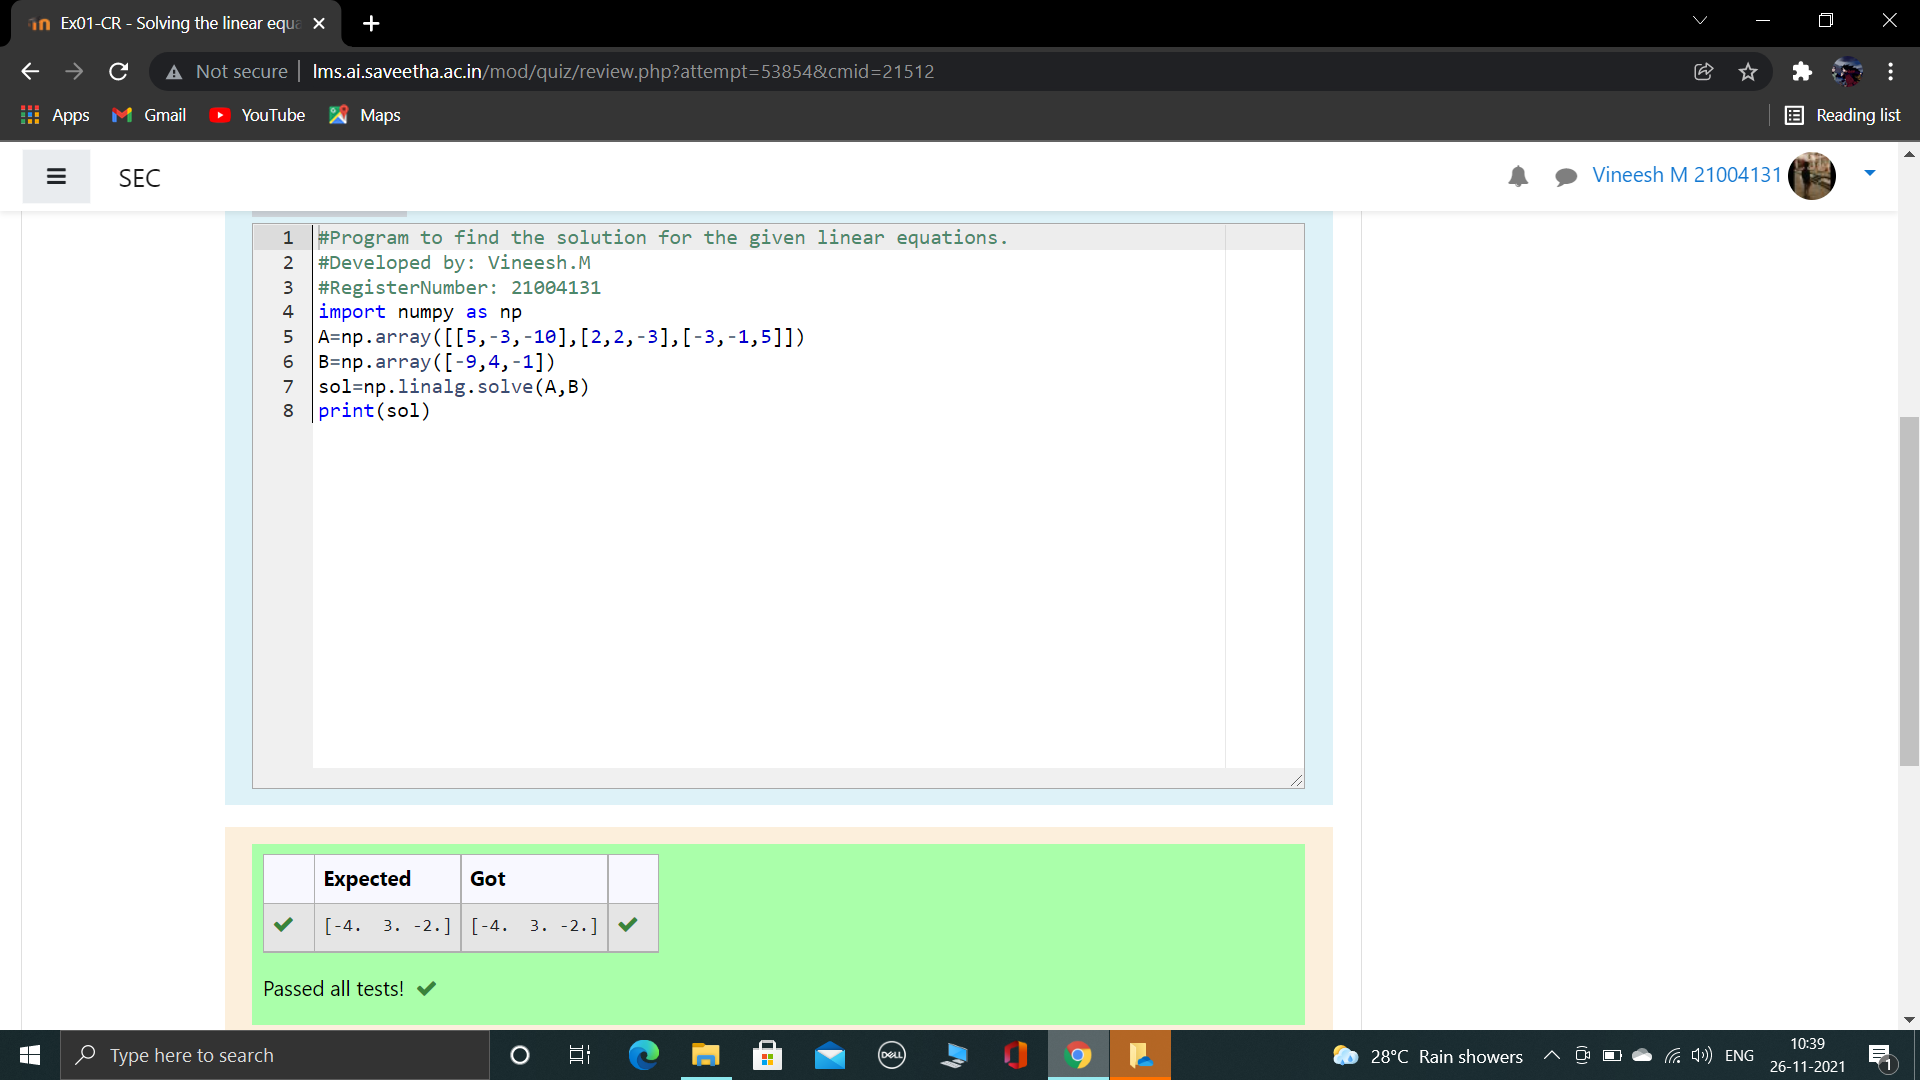 Ex01-CR - Solving the linear equa
Not secure
lms.ai.saveetha.ac.in/mod/quiz/review.php?attempt=53854&cmid=21512
Apps
Gmail
YouTube
Maps
Reading list
SEC
Vineesh M 21004131
1 #Program to find the solution for the given linear equations.
2 #Developed by: Vineesh.M
3 #RegisterNumber: 21004131
4 import numpy as np
5 A=np.array([[5,-3,-10],[2,2,-3],[-3,-1,5]])
6 B=np.array([-9,4,-1])
7 sol=np.linalg.solve(A,B)
8 print(sol)
Expected Got
[-4. 3. -2.] [-4. 3. -2.]
Passed all tests!
Type here to search
DELL
28°C Rain showers
ENG
10:39
26-11-2021
1